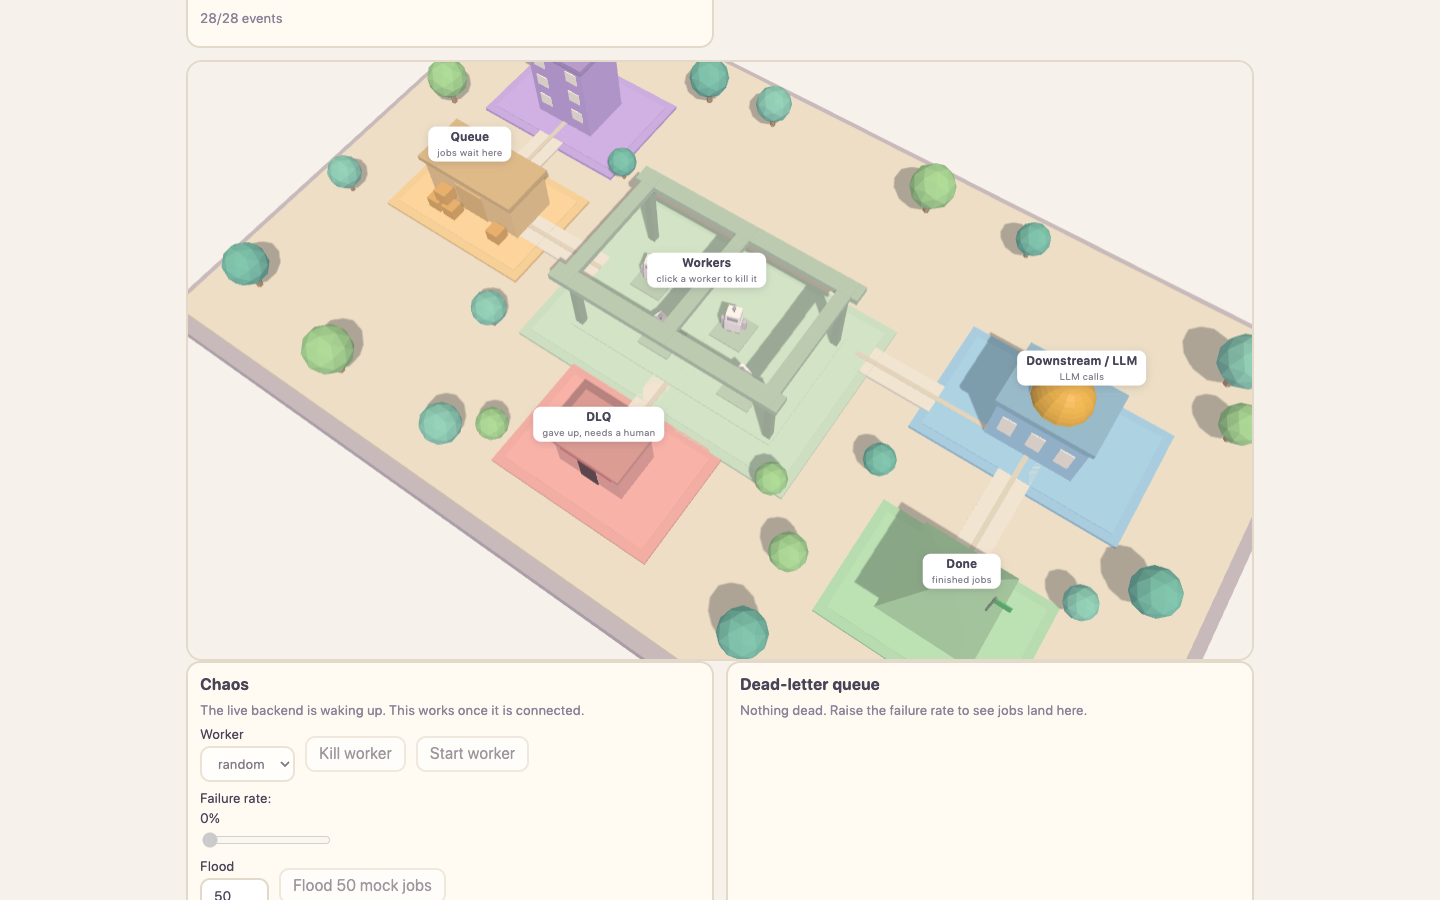 28/28 events
Queue
jobs wait here
Workers
click a worker to kill it
Downstream / LLM
LLM calls
DLQ
gave up, needs a human
Done
finished jobs
Chaos
The live backend is waking up. This works once it is connected.
Worker
random
Kill worker
Start worker
Failure rate:
0%
Flood
50
Flood 50 mock jobs
Dead-letter queue
Nothing dead. Raise the failure rate to see jobs land here.